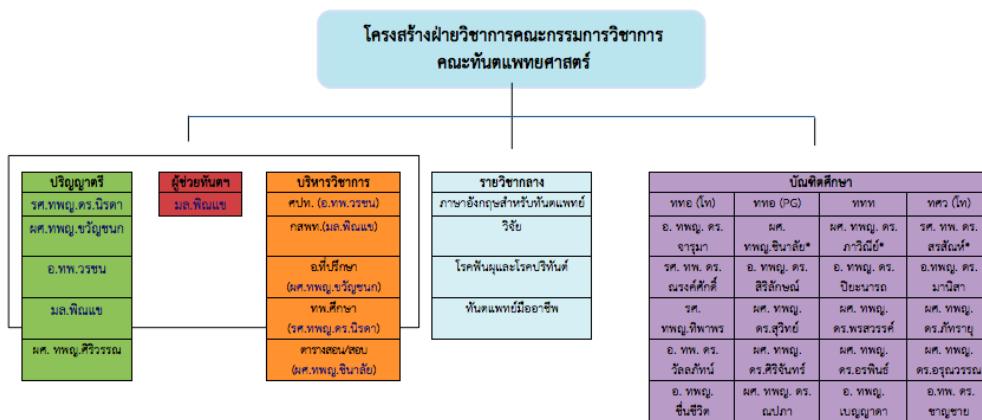 โครงสร้างฝ่ายวิชาการคณะกรรมการวิชาการ
คณะทันตแพทยศาสตร์
ปริญญาตรี
รศ.ทพญ.ดร.นิรดา
ผศ.ทพญ.ขวัญชนก
อ.ทพ.วรชน
มล.พิณแข
ผศ. ทพญ.ศิริวรรณ
ผู้ช่วยทันตฯ
มล.พิณแข
บริหารวิชาการ
ศปท. (อ.ทพ.วรชน)
กสพท.(มล.พิณแข)
อ.ที่ปรึกษา
(ผศ.ทพญ.ขวัญชนก)
ทพ.ศึกษา
(รศ.ทพญ.ดร.นิรดา)
ตารางสอน/สอบ
(ผศ.ทพญ.ชินาลัย)
รายวิชากลาง
ภาษาอังกฤษสำหรับทันตแพทย์
วิจัย
โรคฟันผุและโรคปริทันต์
ทันตแพทย์มืออาชีพ
บัณฑิตศึกษา
ททอ (โท) ททอ (PG) ททท ทศว (โท)
อ. ทพญ. ดร. ผศ. ผศ. ทพญ. ดร. รศ. ทพ. ดร.
จารุมา ทพญ.ชินาลัย* ภาวิณีย์* สรสัณห์*
รศ. ทพ. ดร. อ. ทพญ. ดร. อ. ทพญ. ดร. อ.ทพญ. ดร.
ณรงค์ศักดิ์ สิริลักษณ์ ปิยะนารถ มานิสา
รศ. ผศ. ทพญ. ผศ. ทพญ. ผศ. ทพญ.
ทพญ.ทิพาพร ดร.สุวิทย์ ดร.พรสวรรค์ ดร.ภัทรายุ
อ. ทพ. ดร. ผศ. ทพญ. ผศ. ทพญ. ผศ. ทพญ.
วัลลภัทน์ ดร.ศิริจันทร์ ดร.อรพินธ์ ดร.อรุณวรรณ
อ. ทพญ. ผศ. ทพญ. ดร. อ. ทพญ. อ.ทพ. ดร.
ชื่นชีวิต ณปภา เบญญาดา ชาญชาย